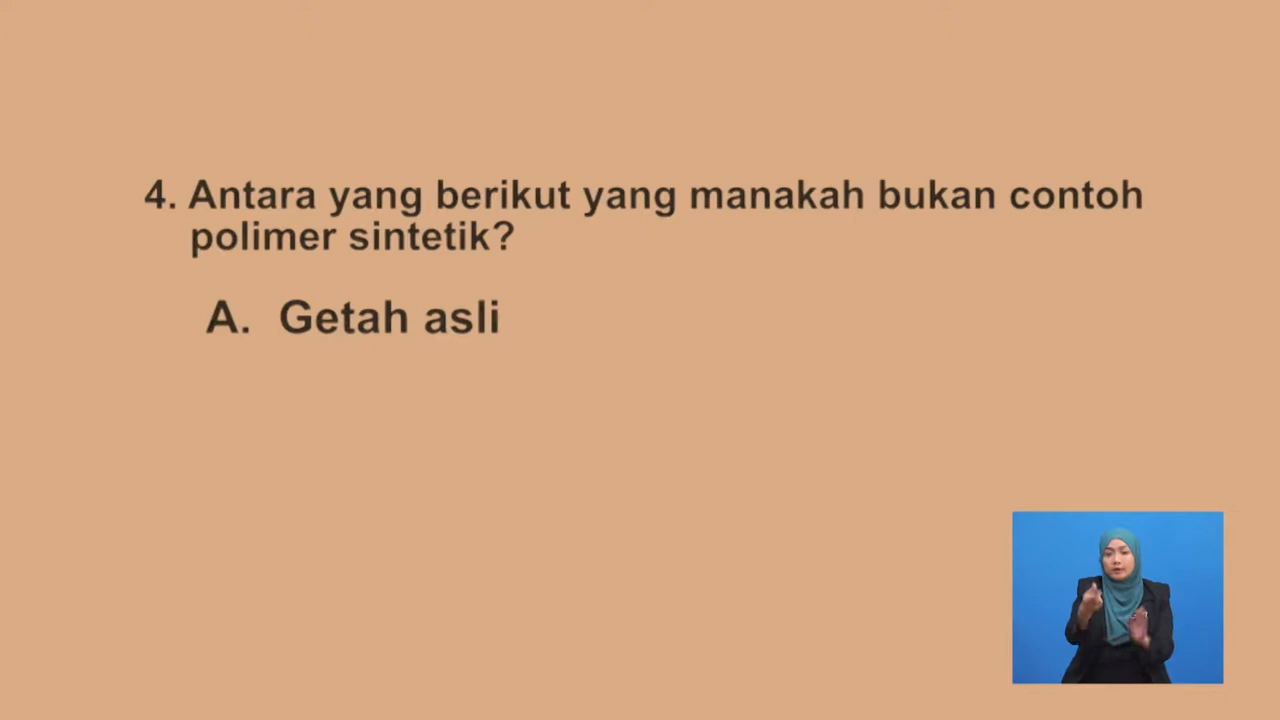 4. Antara yang berikut yang manakah bukan contoh
polimer sintetik?
A. Getah asli